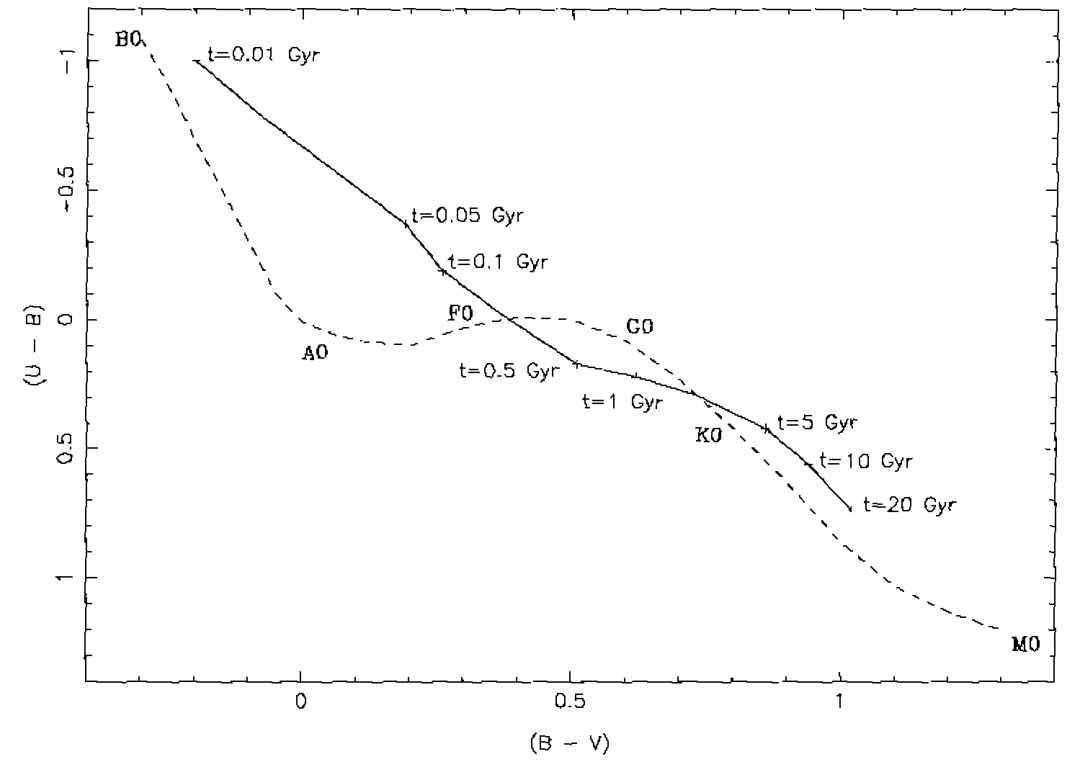 B0
t=0.01 Gyr
-1
-0.5
t=0.05 Gyr
t=0.1 Gyr
F0
G0
0
A0
(U - B)
t=0.5 Gyr
t=1 Gyr
t=5 Gyr
K0
0.5
t=10 Gyr
t=20 Gyr
1
M0
0
0.5
1
(B - V)